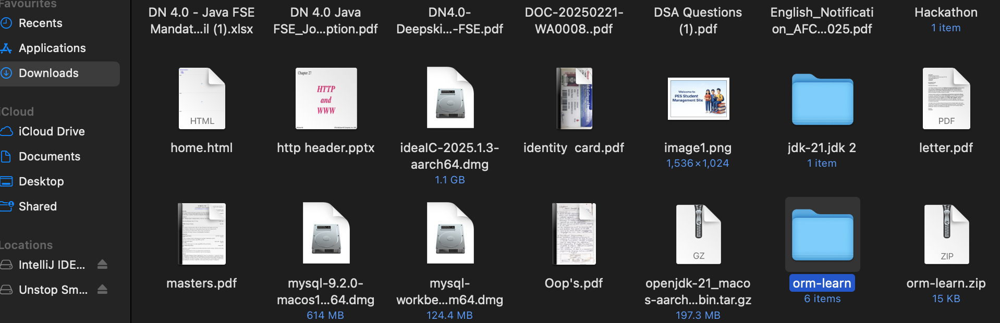 Favourites
Recents
Applications
Downloads
iCloud
iCloud Drive
Documents
Desktop
Shared
Locations
IntelliJ IDE...
Unstop Sm...
DN 4.0 - Java FSE
Mandat...il (1).xlsx
DN 4.0 Java
FSE_Jo...ption.pdf
DN4.0-
Deepski...-FSE.pdf
DOC-20250221-
WA0008..pdf
DSA Questions
(1).pdf
English_Notificati
on_AFC...025.pdf
Hackathon
1 item
HTML
home.html
Chapter 27
HTTP
and
WWW
http header.pptx
ideaIC-2025.1.3-
aarch64.dmg
1.1 GB
identity  card.pdf
Welcome to
PES Student
Management Site
image1.png
1,536×1,024
jdk-21.jdk 2
1 item
PDF
letter.pdf
masters.pdf
mysql-9.2.0-
macos1...64.dmg
614 MB
mysql-
workbe...m64.dmg
124.4 MB
Oop's.pdf
GZ
openjdk-21_maco
s-aarch...bin.tar.gz
197.3 MB
orm-learn
6 items
ZIP
orm-learn.zip
15 KB